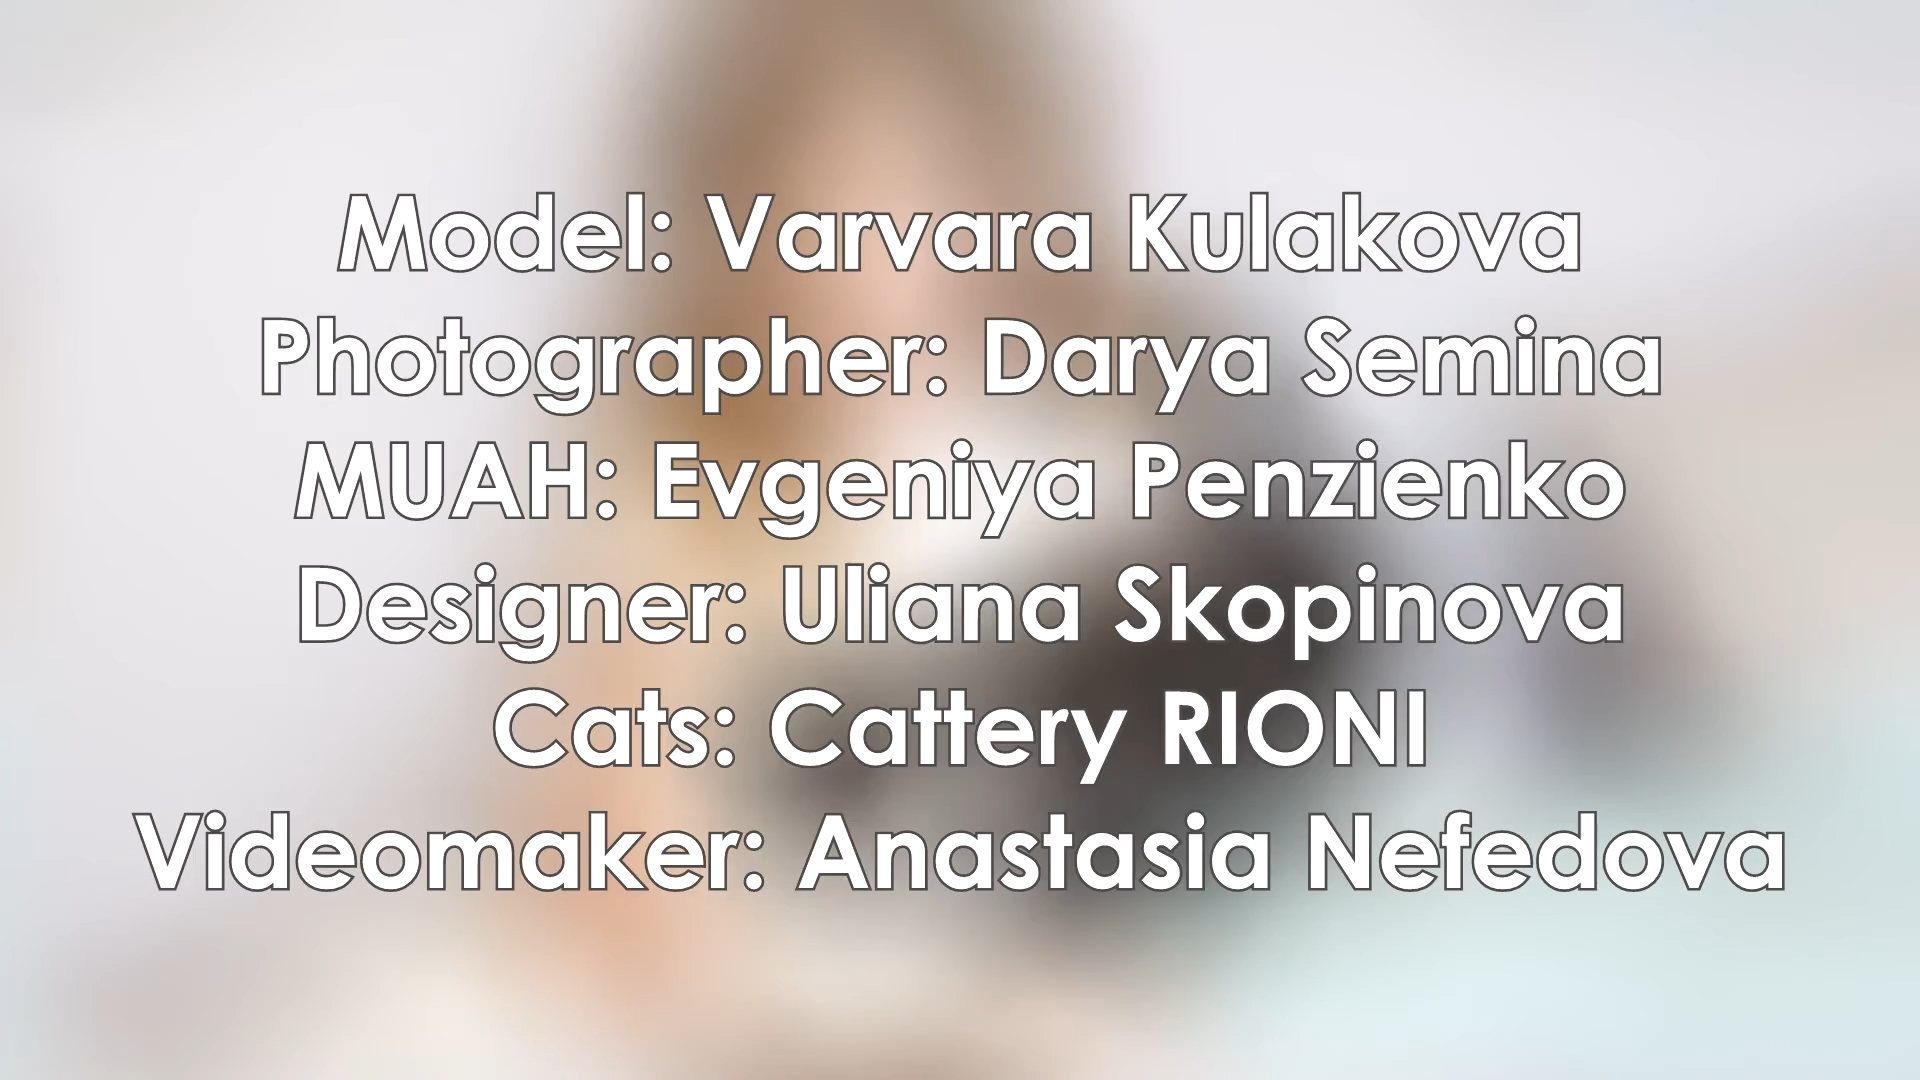 Model: Varvara Kulakova
Photographer: Darya Semina
MUAH: Evgeniya Penzienko
Designer: Uliana Skopinova
Cats: Cattery RIONI
Videomaker: Anastasia Nefedova